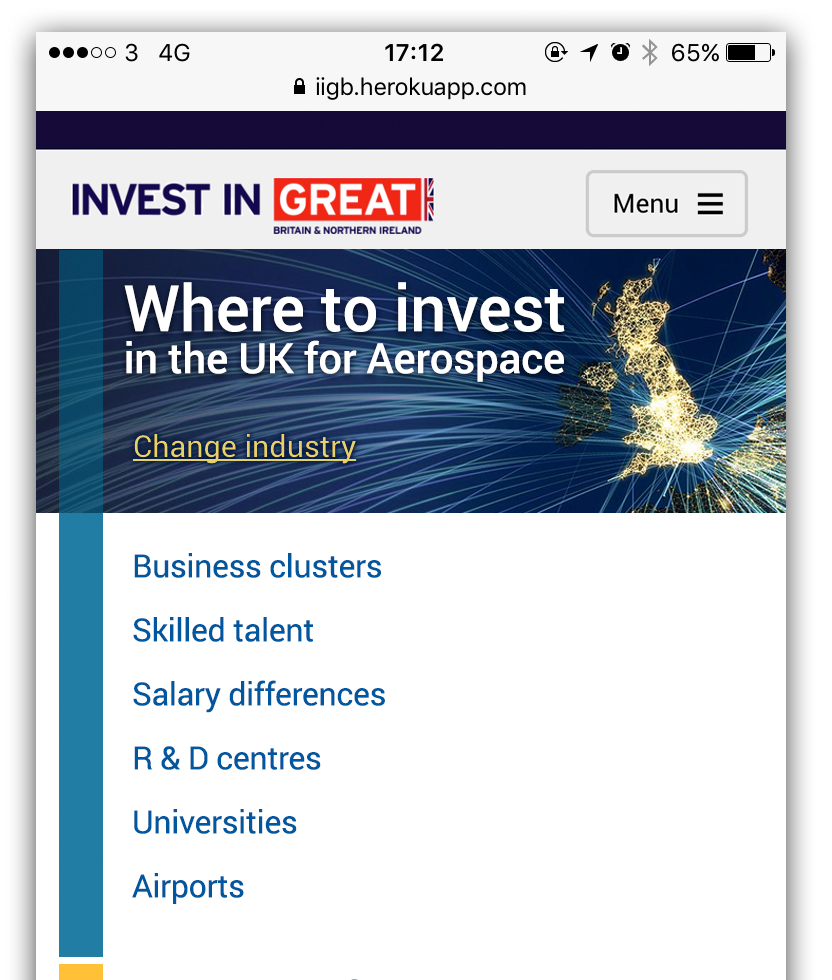 3 4G 17:12 65%
iigb.herokuapp.com
INVEST IN GREAT
BRITAIN & NORTHERN IRELAND
Menu
Where to invest
in the UK for Aerospace
Change industry
Business clusters
Skilled talent
Salary differences
R & D centres
Universities
Airports